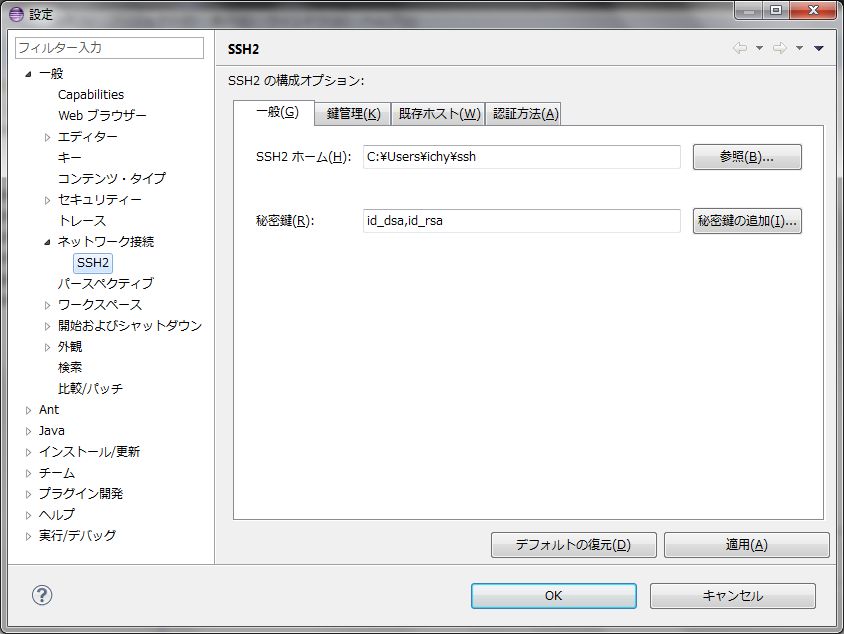 設定
フィルター入力
一般
Capabilities
Web ブラウザー
エディター
キー
コンテンツ・タイプ
セキュリティー
トレース
ネットワーク接続
SSH2
パースペクティブ
ワークスペース
開始およびシャットダウン
外観
検索
比較/パッチ
Ant
Java
インストール/更新
チーム
プラグイン開発
ヘルプ
実行/デバッグ
SSH2
SSH2 の構成オプション:
一般(G) 鍵管理(K) 既存ホスト(W) 認証方法(A)
SSH2 ホーム(H): C:¥Users¥ichy¥ssh 参照(B)...
秘密鍵(R): id_dsa,id_rsa 秘密鍵の追加(I)...
デフォルトの復元(D) 適用(A)
? OK キャンセル